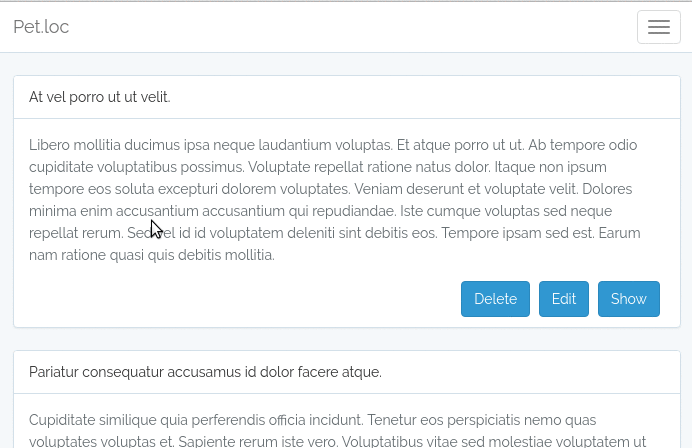 Pet.loc
At vel porro ut ut velit.
Libero mollitia ducimus ipsa neque laudantium voluptas. Et atque porro ut ut. Ab tempore odio
cupiditate voluptatibus possimus. Voluptate repellat ratione natus dolor. Itaque non ipsum
tempore eos soluta excepturi dolorem voluptates. Veniam deserunt et voluptate velit. Dolores
minima enim accusantium accusantium qui repudiandae. Iste cumque voluptas sed neque
repellat rerum. Sed vel id id voluptatem deleniti sint debitis eos. Tempore ipsam sed est. Earum
nam ratione quasi quis debitis mollitia.
Delete Edit Show
Pariatur consequatur accusamus id dolor facere atque.
Cupiditate similique quia perferendis officia incidunt. Tenetur eos perspiciatis nemo quas
voluptates voluptas et. Sapiente rerum iste vero. Voluptatibus vitae sed molestiae voluptatem ut